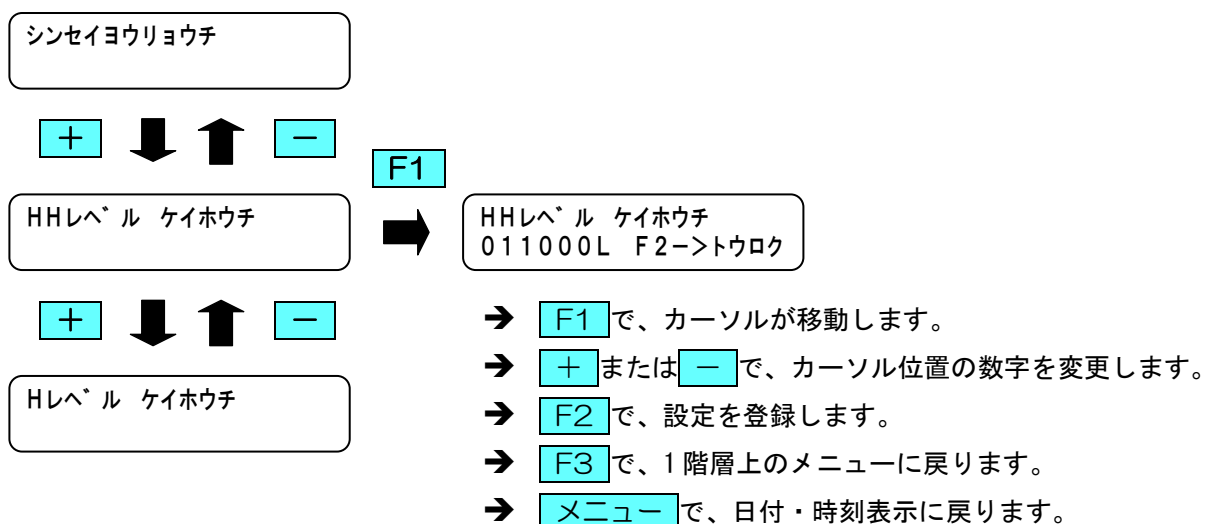 シンセイヨウリョウチ
＋ －
F1
HHレベル ケイホウチ
HHレベル ケイホウチ
011000L F2->トウロク
＋ －
Hレベル ケイホウチ
➔ F1 で、カーソルが移動します。
➔ ＋ または － で、カーソル位置の数字を変更します。
➔ F2 で、設定を登録します。
➔ F3 で、1階層上のメニューに戻ります。
➔ メニュー で、日付・時刻表示に戻ります。